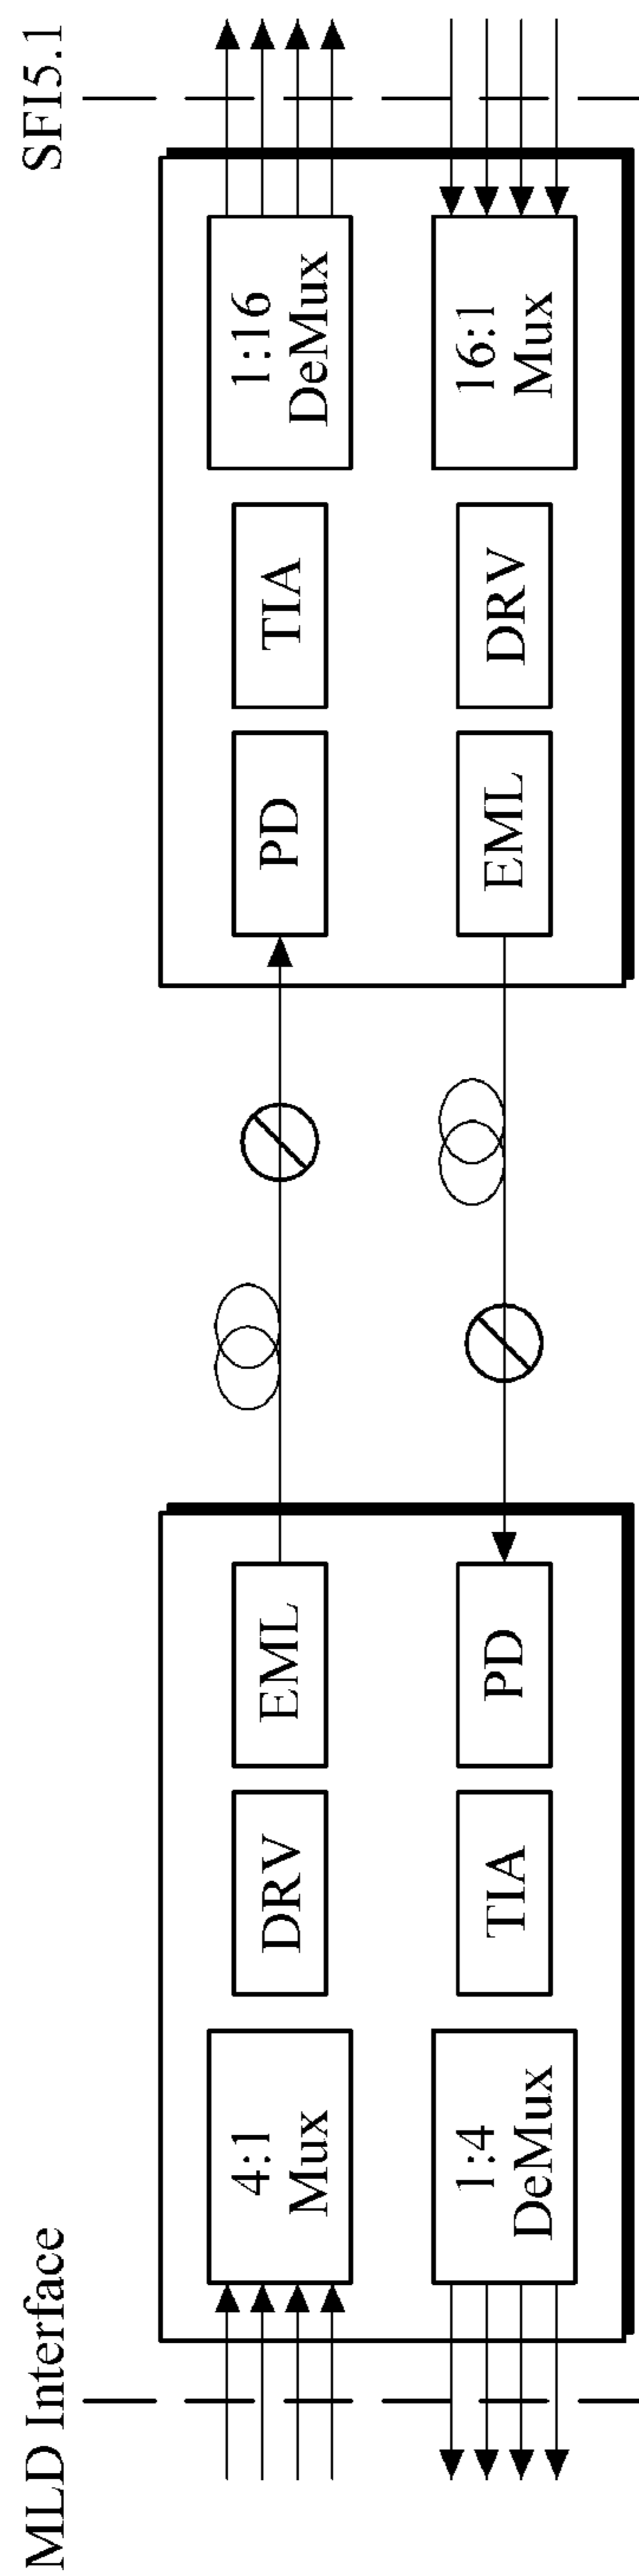 MLD Interface
SFI5.1
4:1
Mux
DRV
EML
PD
TIA
1:16
DeMux
1:4
DeMux
TIA
PD
EML
DRV
16:1
Mux